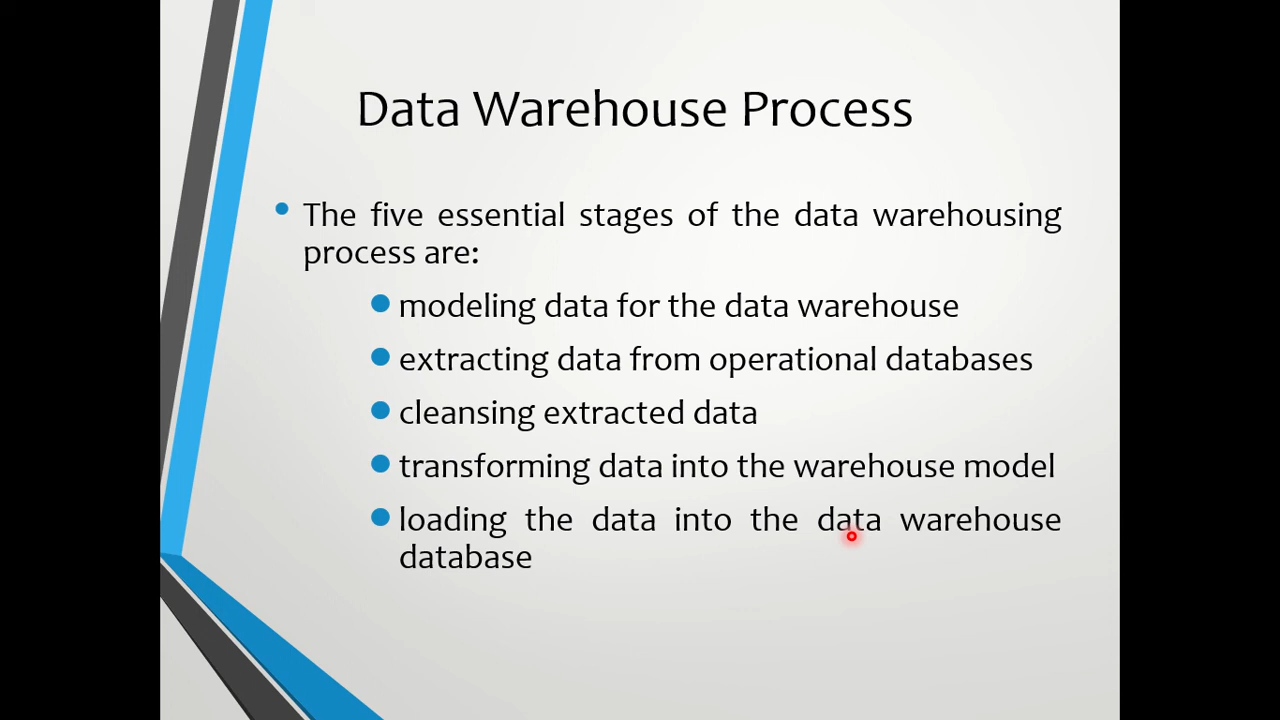 Data Warehouse Process
• The five essential stages of the data warehousing
process are:
● modeling data for the data warehouse
● extracting data from operational databases
● cleansing extracted data
● transforming data into the warehouse model
● loading the data into the data warehouse
database